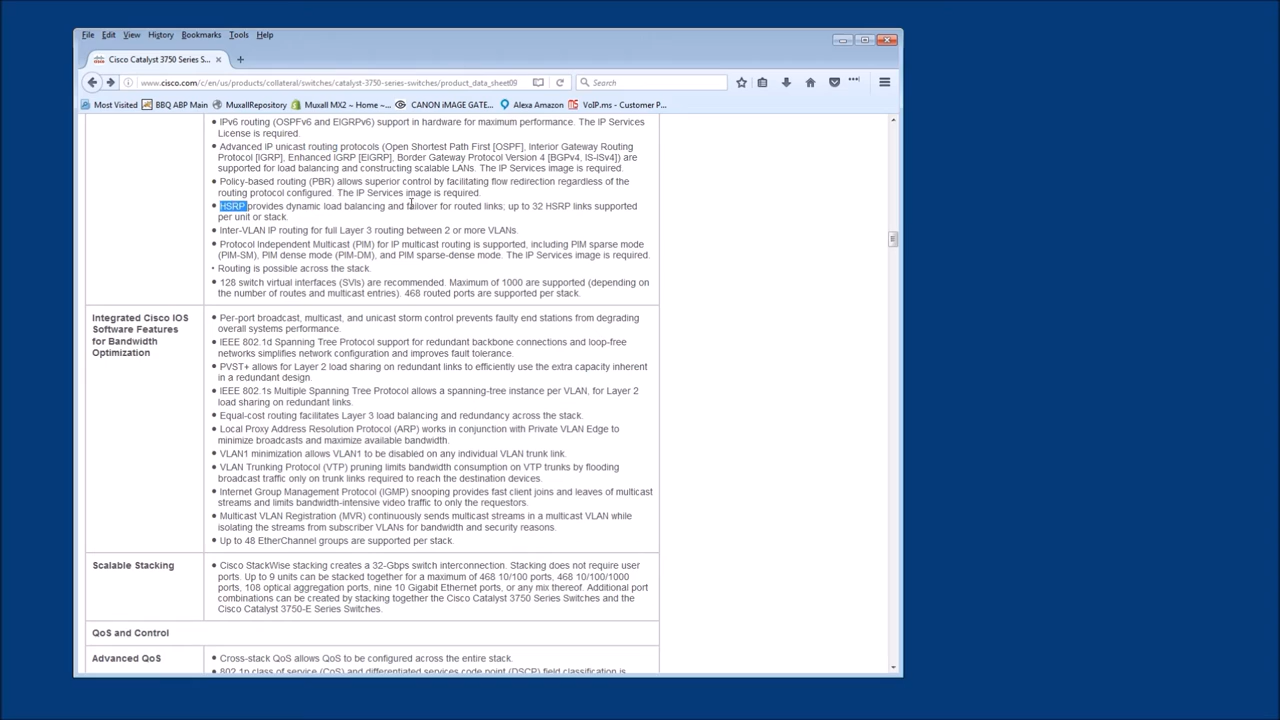 File Edit View History Bookmarks Tools Help
Cisco Catalyst 3750 Series S...
www.cisco.com/c/en/us/products/collateral/switches/catalyst-3750-series-switches/product_data_sheet09
Search
Most Visited BBQ ABP Main MuxallRepository Muxall MX2 ~ Home ~... CANON iMAGE GATE... Alexa Amazon VoIP.ms - Customer P...
• IPv6 routing (OSPFv6 and EIGRPv6) support in hardware for maximum performance. The IP Services
License is required.
• Advanced IP unicast routing protocols (Open Shortest Path First [OSPF], Interior Gateway Routing
Protocol [IGRP], Enhanced IGRP [EIGRP], Border Gateway Protocol Version 4 [BGPv4, IS-ISv4]) are
supported for load balancing and constructing scalable LANs. The IP Services image is required.
• Policy-based routing (PBR) allows superior control by facilitating flow redirection regardless of the
routing protocol configured. The IP Services image is required.
• HSRP provides dynamic load balancing and failover for routed links; up to 32 HSRP links supported
per unit or stack.
• Inter-VLAN IP routing for full Layer 3 routing between 2 or more VLANs.
• Protocol Independent Multicast (PIM) for IP multicast routing is supported, including PIM sparse mode
(PIM-SM), PIM dense mode (PIM-DM), and PIM sparse-dense mode. The IP Services image is required.
• Routing is possible across the stack.
• 128 switch virtual interfaces (SVIs) are recommended. Maximum of 1000 are supported (depending on
the number of routes and multicast entries). 468 routed ports are supported per stack.
Integrated Cisco IOS
Software Features
for Bandwidth
Optimization
• Per-port broadcast, multicast, and unicast storm control prevents faulty end stations from degrading
overall systems performance.
• IEEE 802.1d Spanning Tree Protocol support for redundant backbone connections and loop-free
networks simplifies network configuration and improves fault tolerance.
• PVST+ allows for Layer 2 load sharing on redundant links to efficiently use the extra capacity inherent
in a redundant design.
• IEEE 802.1s Multiple Spanning Tree Protocol allows a spanning-tree instance per VLAN, for Layer 2
load sharing on redundant links.
• Equal-cost routing facilitates Layer 3 load balancing and redundancy across the stack.
• Local Proxy Address Resolution Protocol (ARP) works in conjunction with Private VLAN Edge to
minimize broadcasts and maximize available bandwidth.
• VLAN1 minimization allows VLAN1 to be disabled on any individual VLAN trunk link.
• VLAN Trunking Protocol (VTP) pruning limits bandwidth consumption on VTP trunks by flooding
broadcast traffic only on trunk links required to reach the destination devices.
• Internet Group Management Protocol (IGMP) snooping provides fast client joins and leaves of multicast
streams and limits bandwidth-intensive video traffic to only the requestors.
• Multicast VLAN Registration (MVR) continuously sends multicast streams in a multicast VLAN while
isolating the streams from subscriber VLANs for bandwidth and security reasons.
• Up to 48 EtherChannel groups are supported per stack.
Scalable Stacking
• Cisco StackWise stacking creates a 32-Gbps switch interconnection. Stacking does not require user
ports. Up to 9 units can be stacked together for a maximum of 468 10/100 ports, 468 10/100/1000
ports, 108 optical aggregation ports, nine 10 Gigabit Ethernet ports, or any mix thereof. Additional port
combinations can be created by stacking together the Cisco Catalyst 3750 Series Switches and the
Cisco Catalyst 3750-E Series Switches.
QoS and Control
Advanced QoS
• Cross-stack QoS allows QoS to be configured across the entire stack.
• 802.1p class of service (CoS) and differentiated services code point (DSCP) field classification is